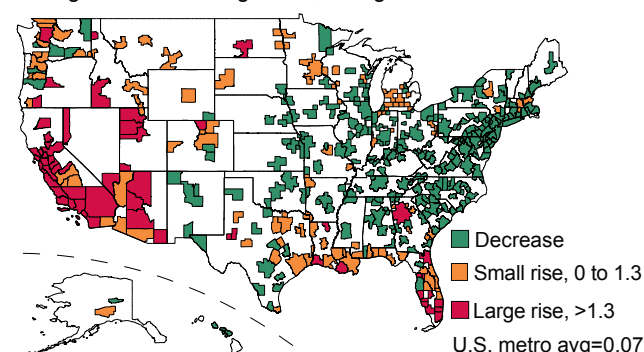 Decrease
Small rise, 0 to 1.3
Large rise, >1.3
U.S. metro avg=0.07